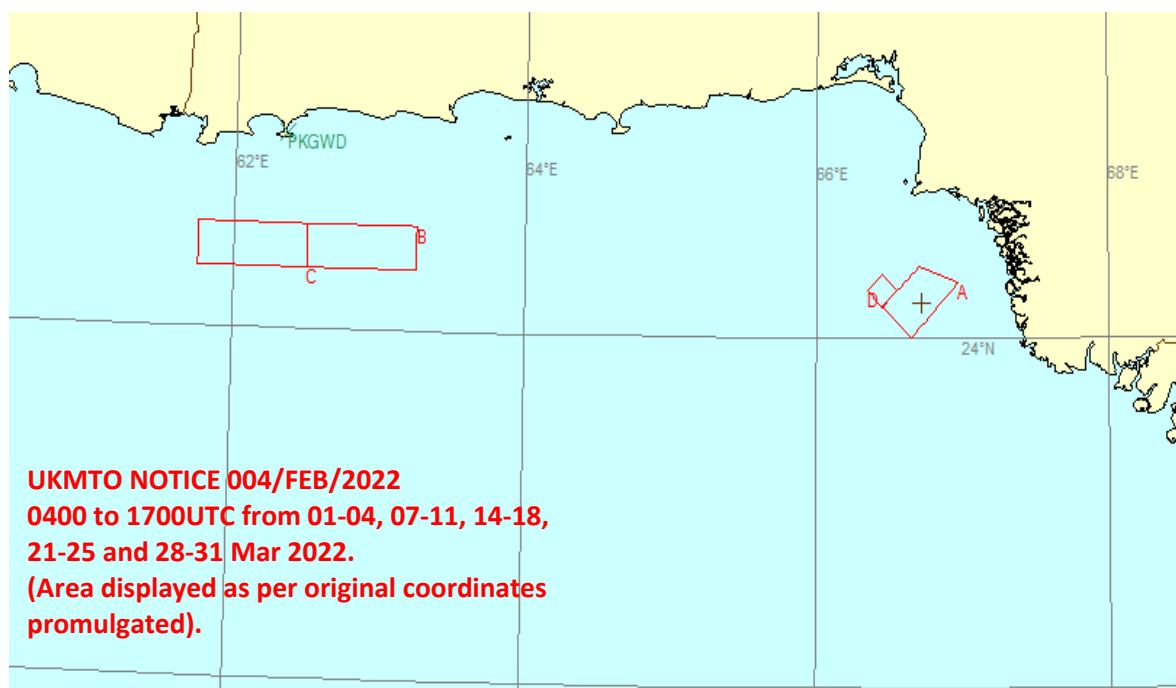 PKGWD
62°E
64°E
66°E
68°E
B
C
D
A
24°N
UKMTO NOTICE 004/FEB/2022
0400 to 1700UTC from 01-04, 07-11, 14-18,
21-25 and 28-31 Mar 2022.
(Area displayed as per original coordinates
promulgated).